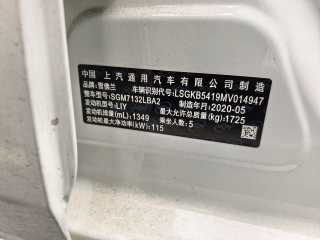 中国 上汽通用汽车有限公司 制造
品牌:雪佛兰 车辆识别代号:LSGKB5419MV014947
整车型号:SGM7132LBA2 制造年月:2020-05
发动机型号:LIY 最大允许总质量(kg):1725
发动机排量(mL):1349 乘坐人数:5
发动机最大净功率(kW):115